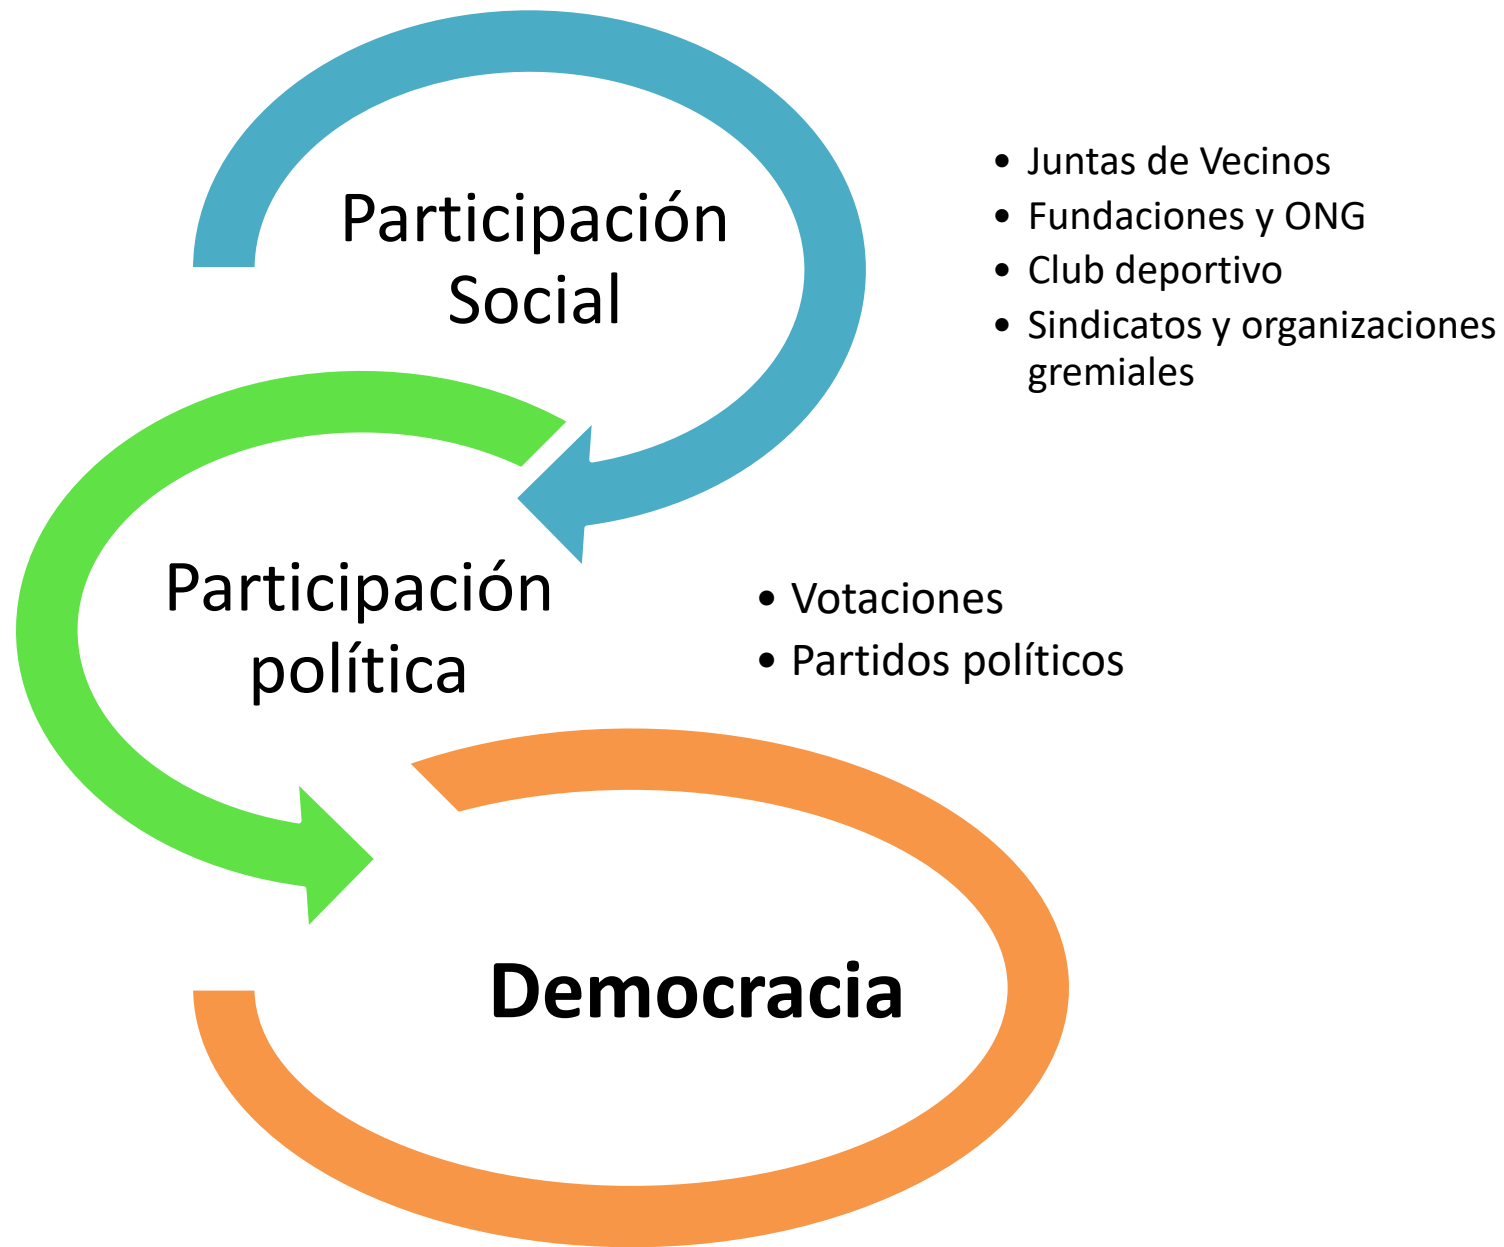 Participación
Social
• Juntas de Vecinos
• Fundaciones y ONG
• Club deportivo
• Sindicatos y organizaciones
gremiales
Participación
política
• Votaciones
• Partidos políticos
Democracia